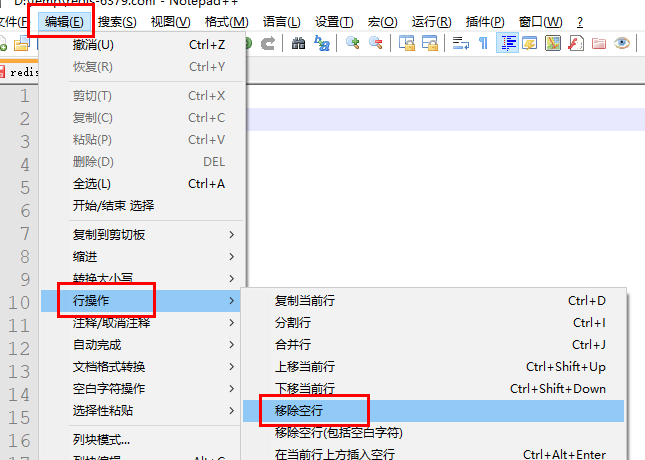 D:\temp\redis-6379.conf - Notepad++
文件(F) 编辑(E) 搜索(S) 视图(V) 格式(M) 语言(L) 设置(T) 宏(O) 运行(R) 插件(P) 窗口(W) ?
撤消(U) Ctrl+Z
恢复(R) Ctrl+Y
redis
1
剪切(T) Ctrl+X
2
复制(C) Ctrl+C
3
粘贴(P) Ctrl+V
4
删除(D) DEL
5
全选(L) Ctrl+A
6
开始/结束 选择
7
复制到剪切板
8
缩进
9
转换大小写
10
行操作
复制当前行 Ctrl+D
11
注释/取消注释
分割行 Ctrl+I
12
自动完成
合并行 Ctrl+J
13
文档格式转换
上移当前行 Ctrl+Shift+Up
14
空白字符操作
下移当前行 Ctrl+Shift+Down
15
选择性粘贴
移除空行
16
列块模式...
移除空行(包括空白字符)
17
列块编辑... Alt+C
在当前行上方插入空行 Ctrl+Alt+Enter